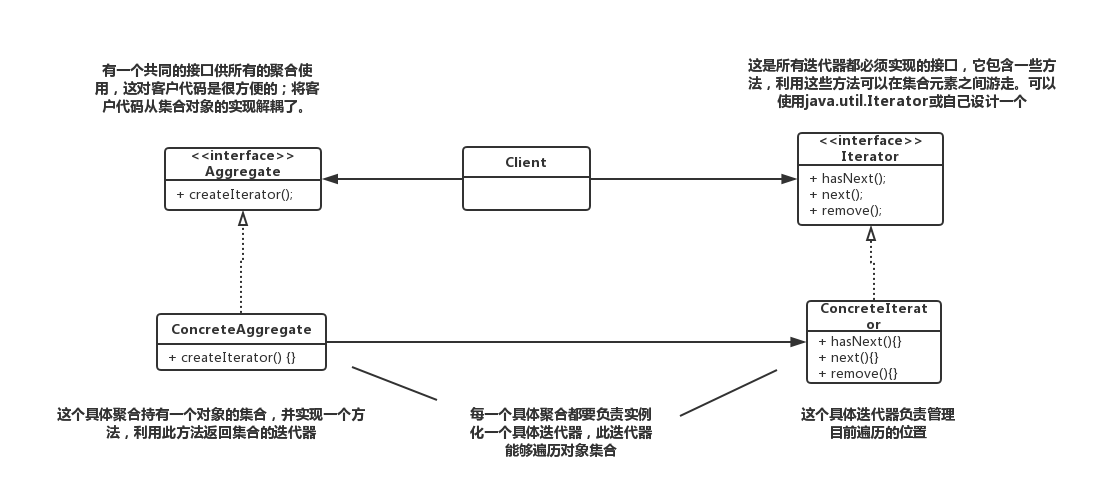 有一个共同的接口供所有的聚合使
用，这对客户代码是很方便的；将客
户代码从集合对象的实现解耦了。
这是所有迭代器都必须实现的接口，它包含一些方
法，利用这些方法可以在集合元素之间游走。可以
使用java.util.Iterator或自己设计一个
<<interface>>
Aggregate
+ createIterator();
Client
<<interface>>
Iterator
+ hasNext();
+ next();
+ remove();
ConcreteAggregate
+ createIterator() {}
ConcreteIterat
or
+ hasNext(){}
+ next(){}
+ remove(){}
这个具体聚合持有一个对象的集合，并实现一个方
法，利用此方法返回集合的迭代器
每一个具体聚合都要负责实例
化一个具体迭代器，此迭代器
能够遍历对象集合
这个具体迭代器负责管理
目前遍历的位置